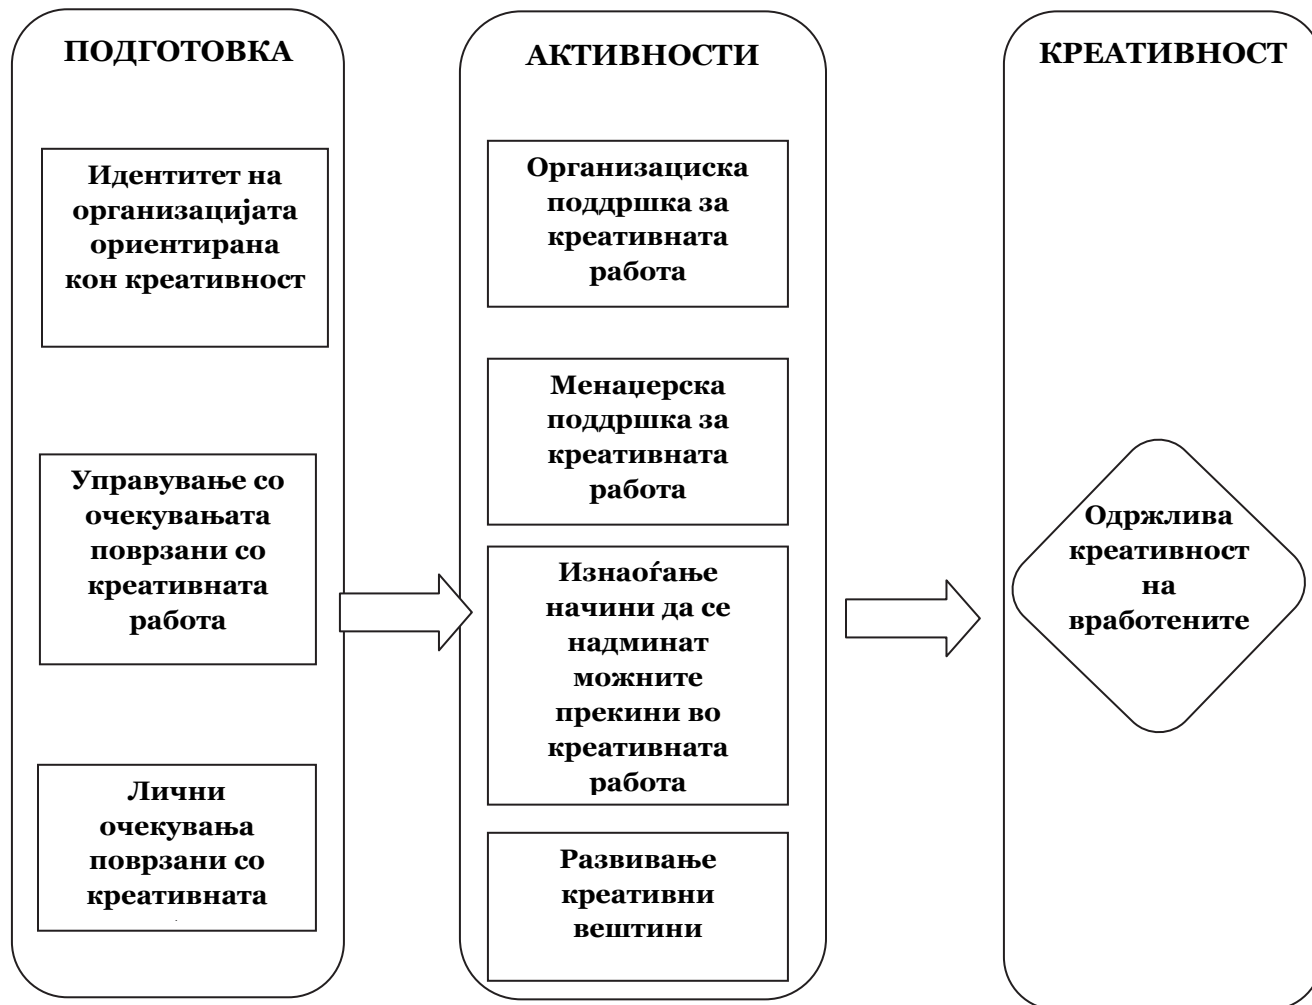 ПОДГОТОВКА
Идентитет на
организацијата
ориентирана
кон креативност
Управување со
очекувањата
поврзани со
креативната
работа
Лични
очекувања
поврзани со
креативната
АКТИВНОСТИ
Организациска
поддршка за
креативната
работа
Менаџерска
поддршка за
креативната
работа
Изнаоѓање
начини да се
надминат
можните
прекини во
креативната
работа
Развивање
креативни
вештини
КРЕАТИВНОСТ
Одржлива
креативност
на
вработените